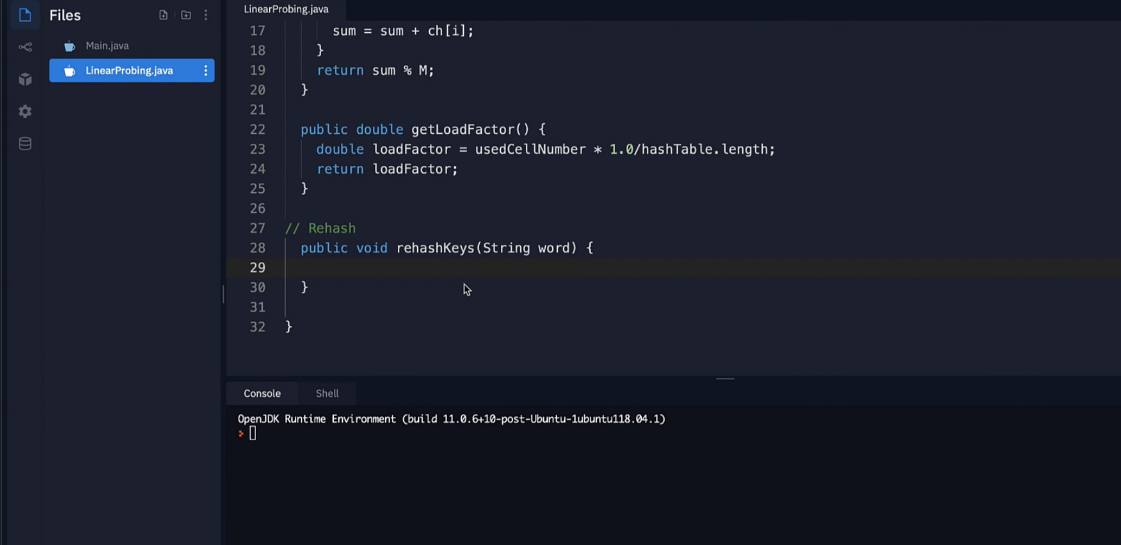 Files
Main.java
LinearProbing.java
LinearProbing.java
17 sum = sum + ch[i];
18 }
19 return sum % M;
20 }
21
22 public double getLoadFactor() {
23 double loadFactor = usedCellNumber * 1.0/hashTable.length;
24 return loadFactor;
25 }
26
27 // Rehash
28 public void rehashKeys(String word) {
29
30 }
31
32 }
Console Shell
OpenJDK Runtime Environment (build 11.0.6+10-post-Ubuntu-1ubuntu118.04.1)
>